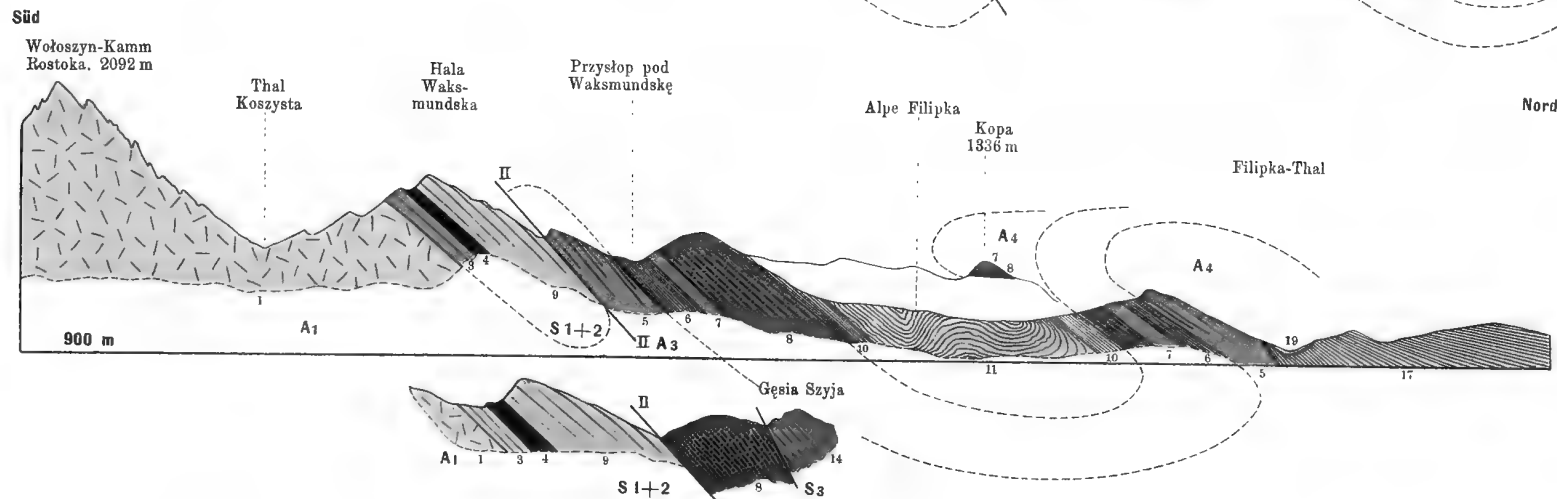 Süd
Wołoszyn-Kamm
Rostoka. 2092 m
Thal
Koszysta
Hala
Waks-
mundska
Przysłop pod
Waksmundskę
Alpe Filipka
Kopa
1336 m
Nord
Filipka-Thal
II
A4
7
8
A4
3
4
1
9
5
6
7
8
10
11
10
7
6
5
19
17
A1
S 1+2
II A3
900 m
Gęsia Szyja
II
A1
1
3
4
9
S 1+2
8
S3
14